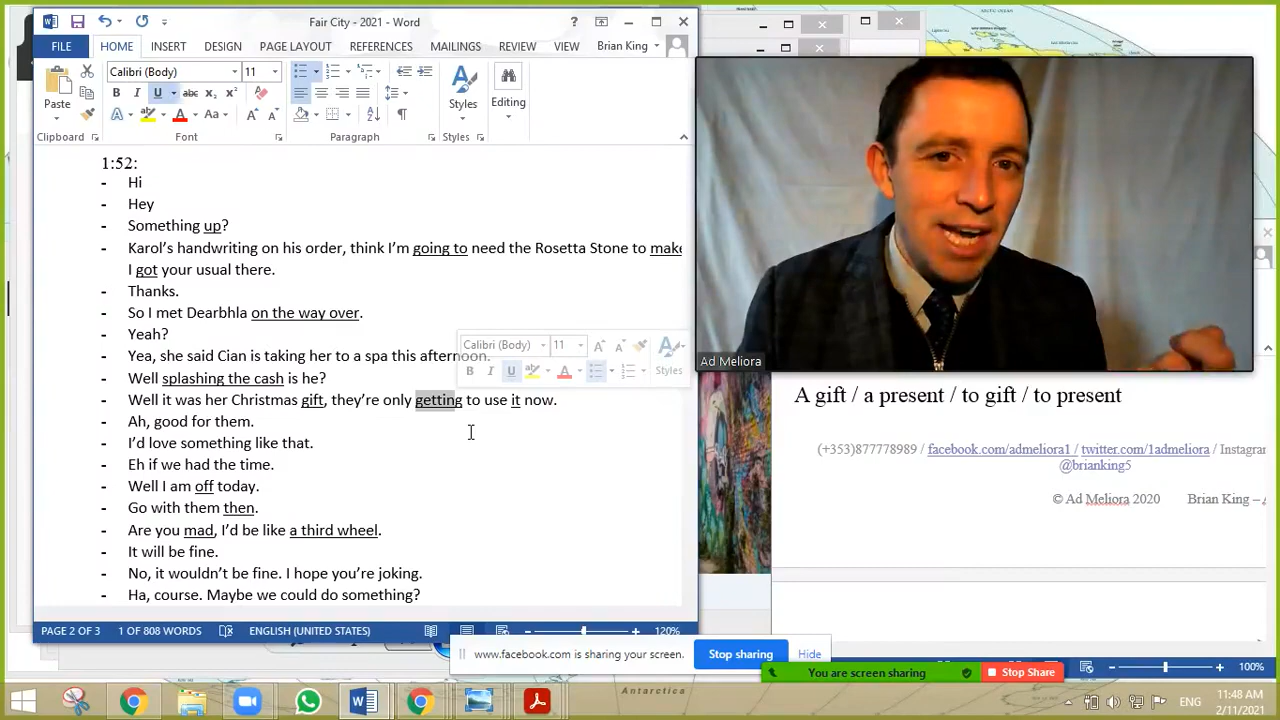 Fair City - 2021 - Word
?
FILE HOME INSERT DESIGN PAGE LAYOUT REFERENCES MAILINGS REVIEW VIEW Brian King
Calibri (Body) 11
Paste
Styles
Editing
Clipboard Font Paragraph Styles
1:52:
- Hi
- Hey
- Something up?
- Karol's handwriting on his order, think I'm going to need the Rosetta Stone to make
I got your usual there.
- Thanks.
- So I met Dearbhla on the way over.
- Yeah?
- Yea, she said Cian is taking her to a spa this afternoon.
- Well splashing the cash is he?
- Well it was her Christmas gift, they're only getting to use it now.
- Ah, good for them.
- I'd love something like that.
- Eh if we had the time.
- Well I am off today.
- Go with them then.
- Are you mad, I'd be like a third wheel.
- It will be fine.
- No, it wouldn't be fine. I hope you're joking.
- Ha, course. Maybe we could do something?
Calibri (Body) 11
Styles
PAGE 2 OF 3 1 OF 808 WORDS ENGLISH (UNITED STATES) 120%
Ad Meliora
A gift / a present / to gift / to present
(+353)877778989 / facebook.com/admeliora1 / twitter.com/1admeliora / Instagra
@brianking5
© Ad Meliora 2020 Brian King –
100%
www.facebook.com is sharing your screen. Stop sharing Hide
You are screen sharing Stop Share
Antarctica
ENG
11:48 AM
2/11/2021